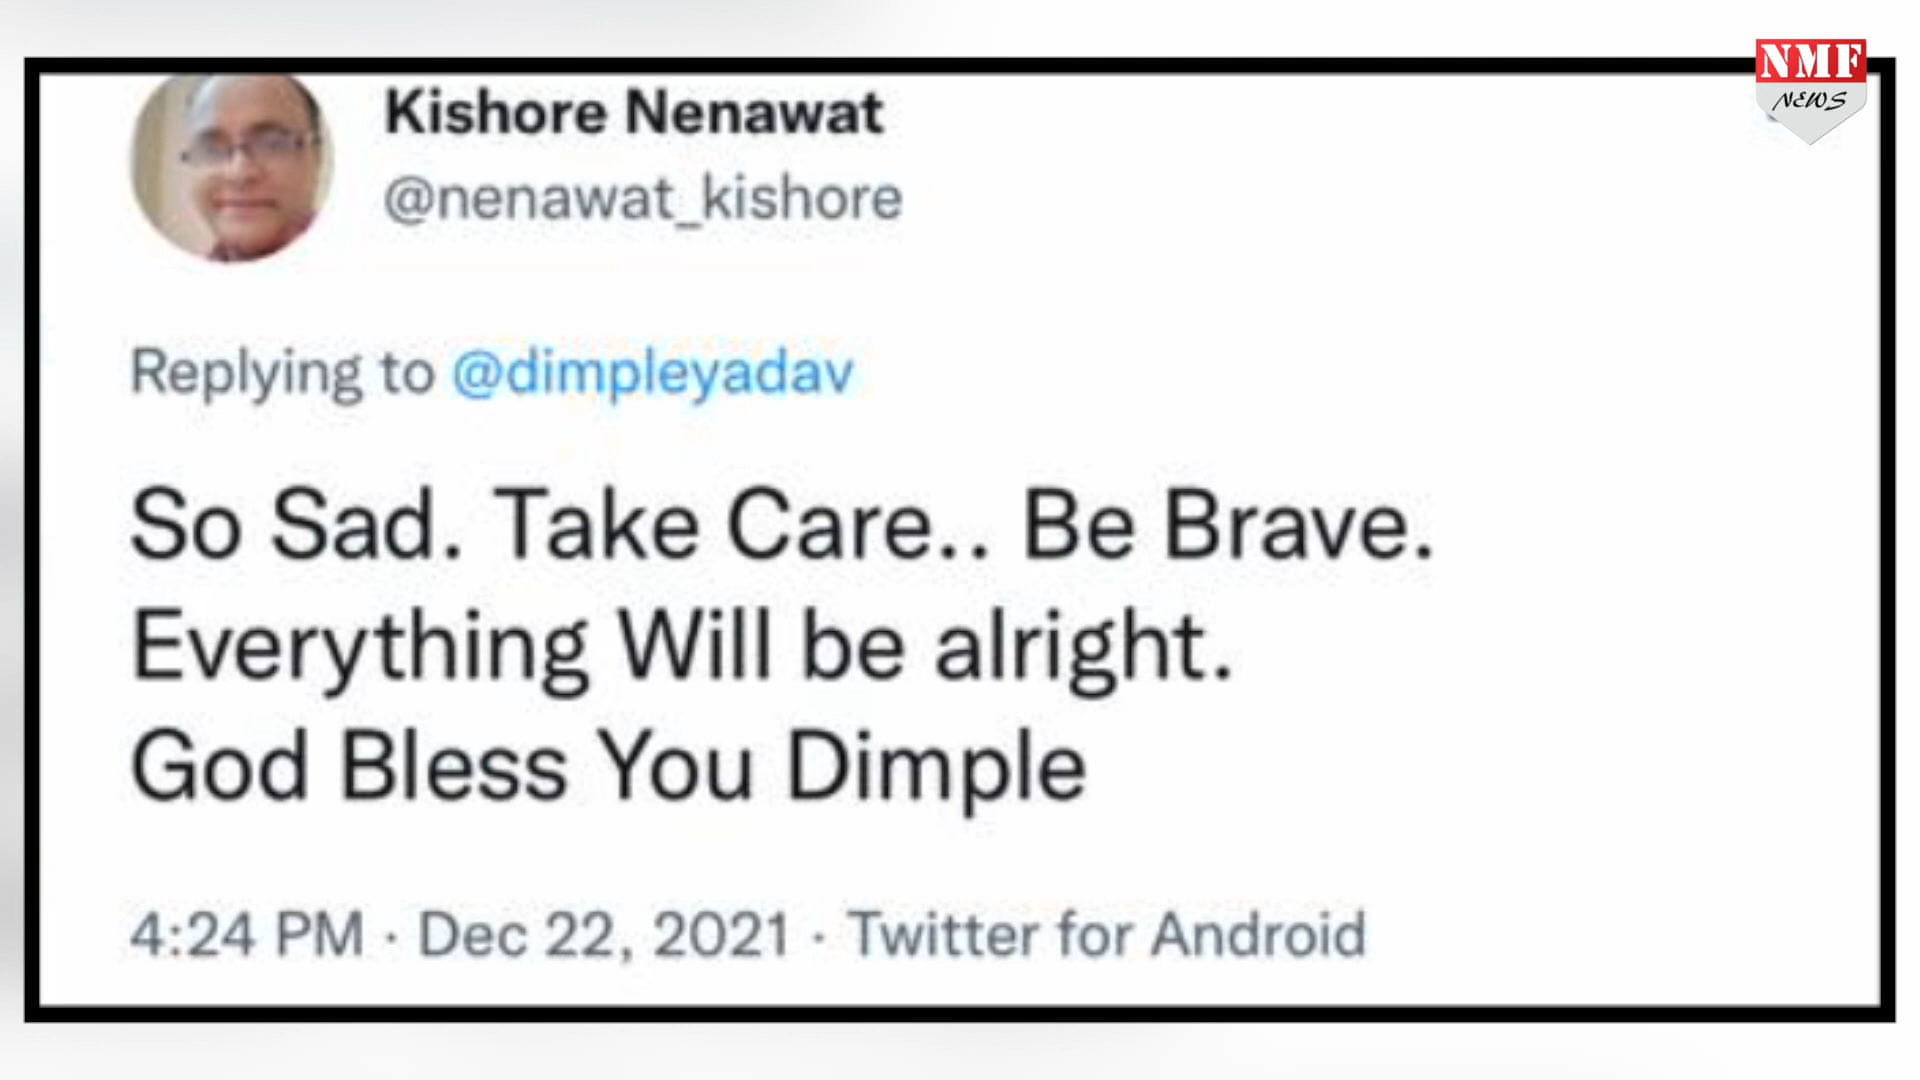 NMF
NEWS
Kishore Nenawat
@nenawat_kishore
Replying to @dimpleyadav
So Sad. Take Care.. Be Brave.
Everything Will be alright.
God Bless You Dimple
4:24 PM · Dec 22, 2021 · Twitter for Android